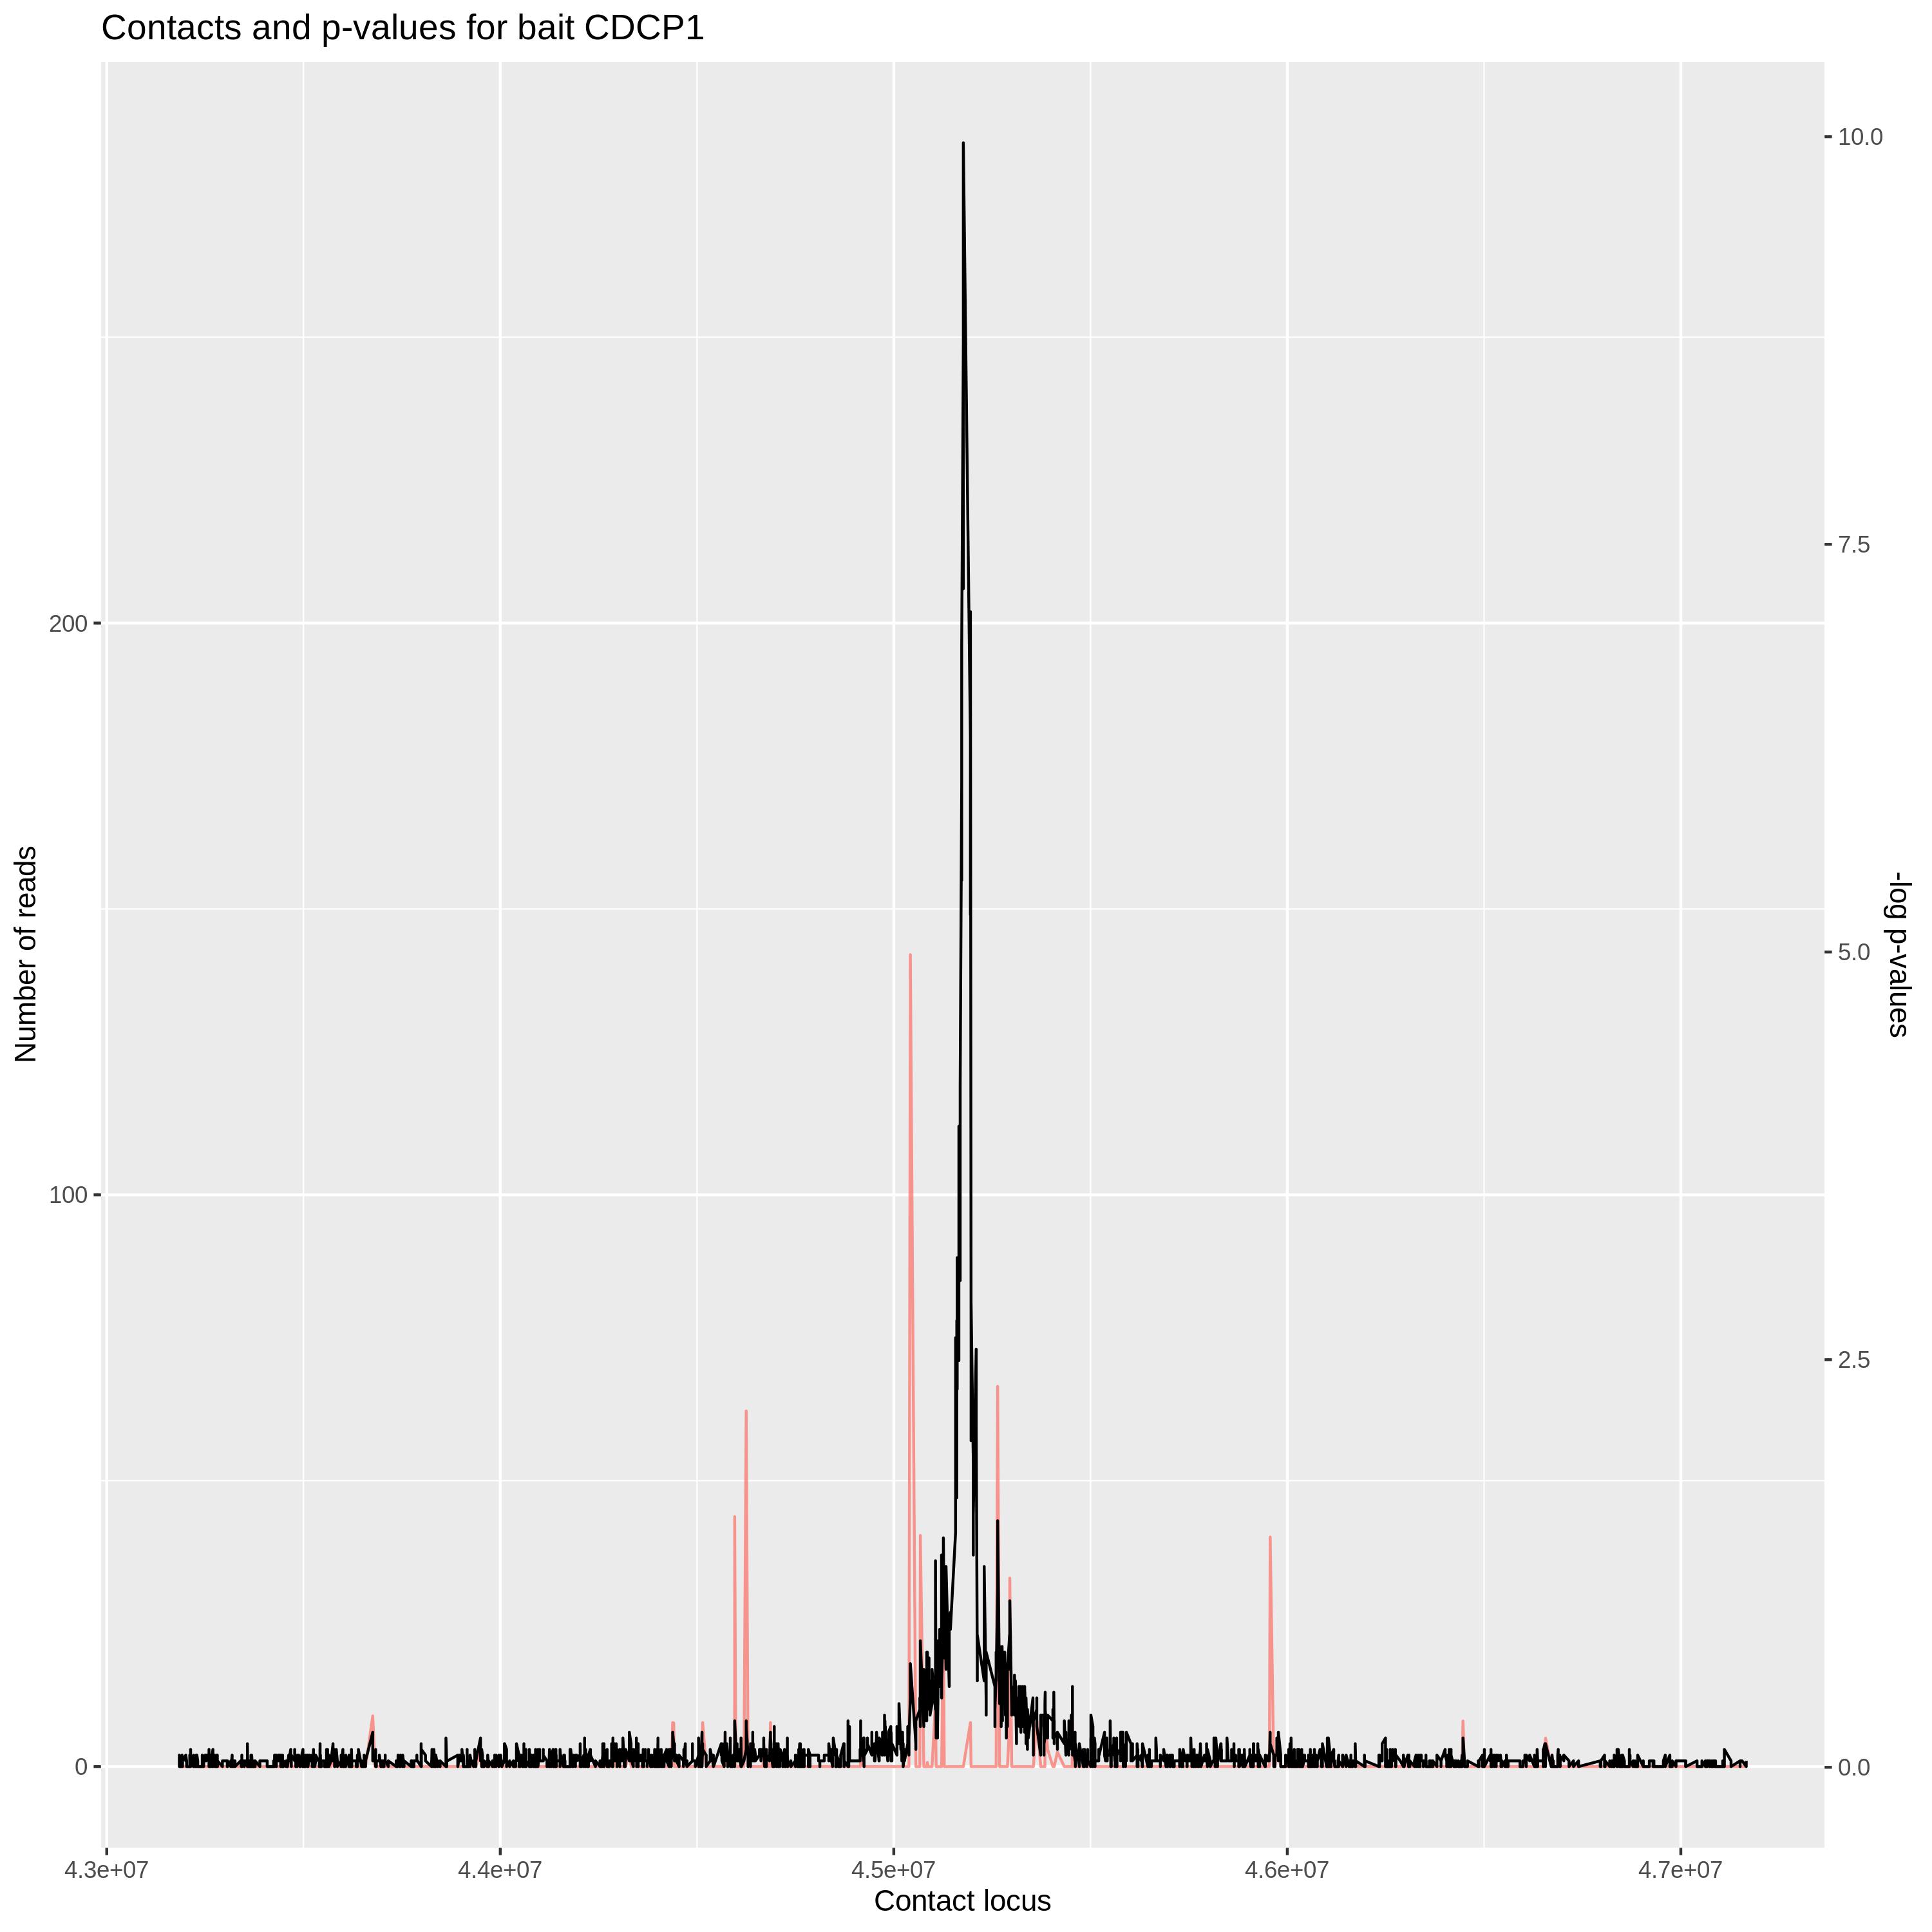 Contacts and p-values for bait CDCP1
Number of reads
200
100
0
10.0
7.5
5.0
2.5
0.0
-log p-values
4.3e+07
4.4e+07
4.5e+07
4.6e+07
4.7e+07
Contact locus